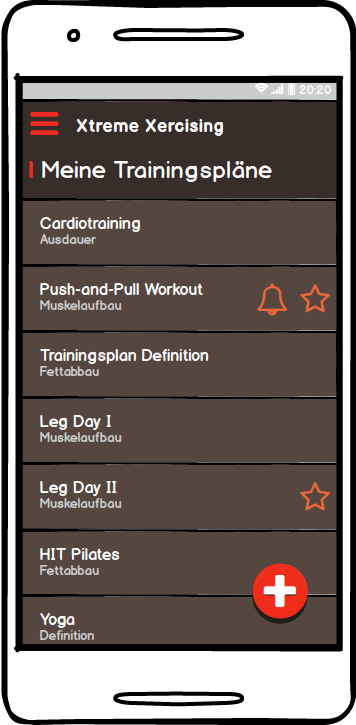 20:20
Xtreme Xercising
Meine Trainingspläne
Cardiotraining
Ausdauer
Push-and-Pull Workout
Muskelaufbau
Trainingsplan Definition
Fettabbau
Leg Day I
Muskelaufbau
Leg Day II
Muskelaufbau
HIT Pilates
Fettabbau
Yoga
Definition